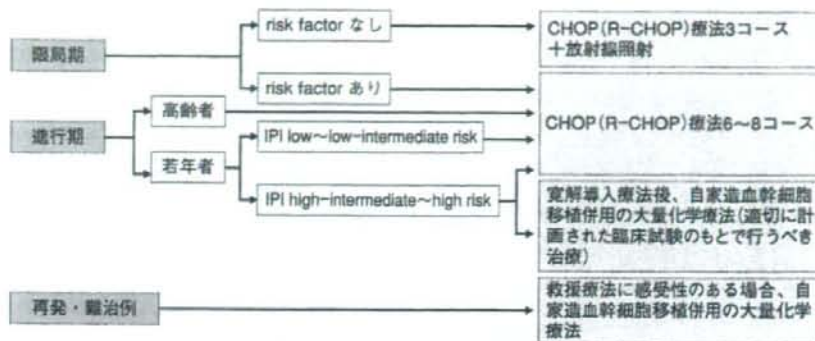 限局期
risk factor なし
CHOP(R-CHOP)療法3コース
+放射線照射
risk factor あり
CHOP(R-CHOP)療法6~8コース
進行期
高齢者
若年者
IPI low~low-intermediate risk
IPI high-intermediate~high risk
寛解導入療法後、自家造血幹細胞
移植併用の大量化学療法(適切に計
画された臨床試験のもとで行うべき
治療)
再発・難治例
救援療法に感受性のある場合、自
家造血幹細胞移植併用の大量化学
療法